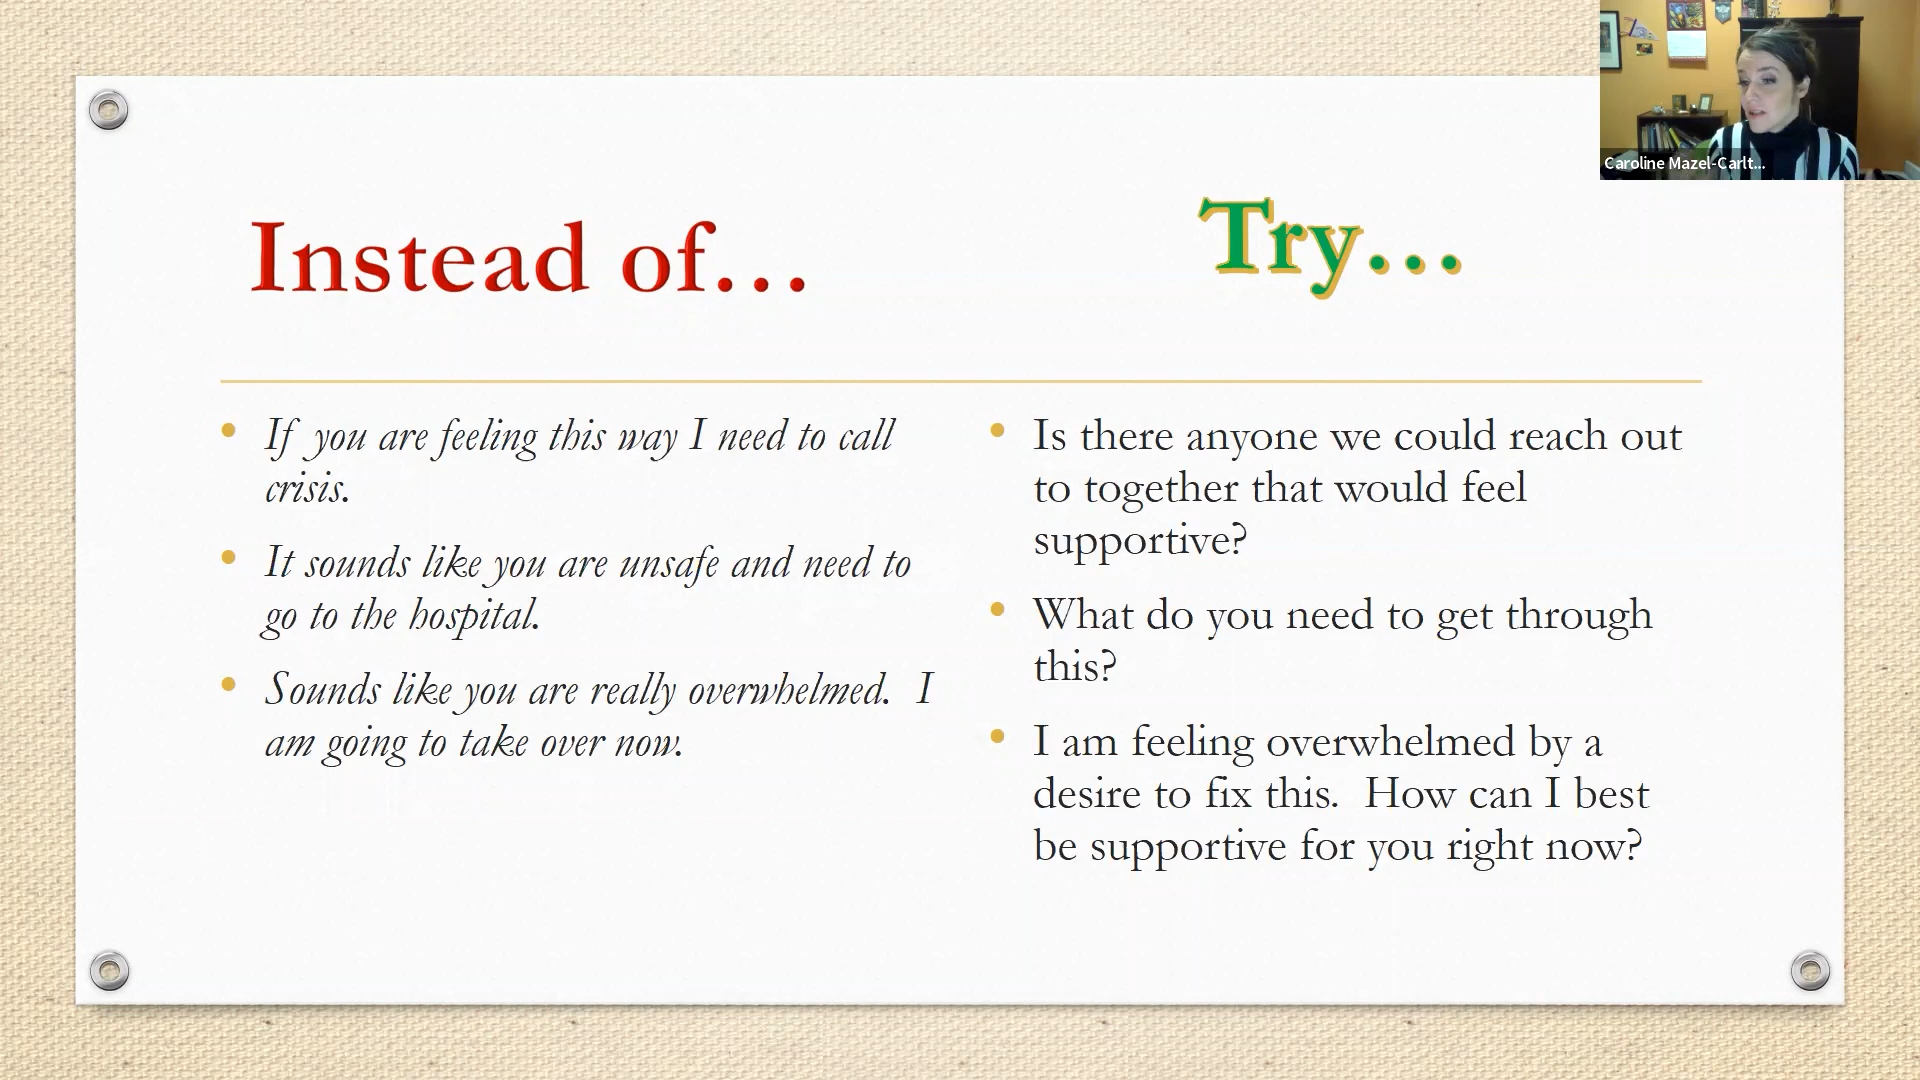 Instead of...
Try...
If you are feeling this way I need to call
crisis.
It sounds like you are unsafe and need to
go to the hospital.
Sounds like you are really overwhelmed.  I
am going to take over now.
Is there anyone we could reach out
to together that would feel
supportive?
What do you need to get through
this?
I am feeling overwhelmed by a
desire to fix this.  How can I best
be supportive for you right now?
Caroline Mazel-Carlt...